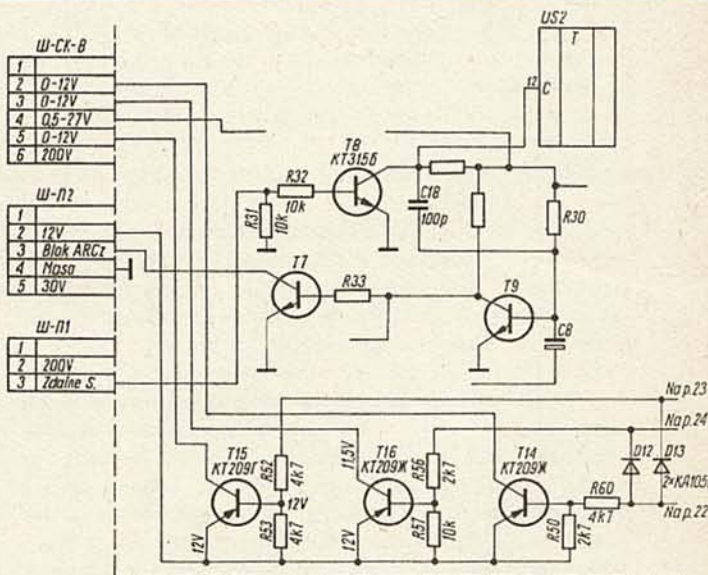 US2
T
12 C
Ш-СК-В
1
2 0-12V
3 0-12V
4 0,5-27V
5 0-12V
6 200V
Ш-П2
1
2 12V
3 Blok ARCz
4 Masa
5 30V
Ш-П1
1
2 200V
3 Zdalne S.
T8
КТ315б
R32
10k
R31
10k
C18
100p
R30
T7
R33
T9
C8
Na p.23
Na p.24
Na p.22
T15
КТ209Г
12V
R52
4k7
12V
R53
4k7
T16
КТ209Ж
11,5V
12V
R56
2k7
R57
10k
T14
КТ209Ж
R50
2k7
R60
4k7
D12
D13
2×KA105